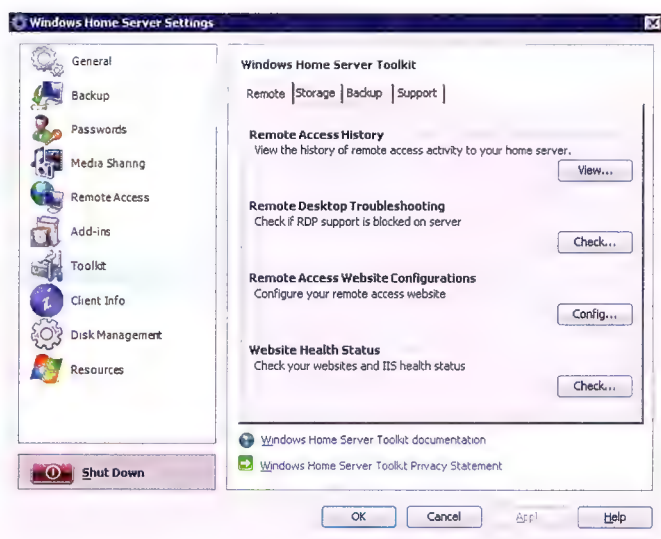 Windows Home Server Settings
General
Backup
Passwords
Media Sharing
Remote Access
Add-ins
Toolkit
Client Info
Disk Management
Resources
Shut Down
Windows Home Server Toolkit
Remote Storage Backup Support
Remote Access History
View the history of remote access activity to your home server.
View...
Remote Desktop Troubleshooting
Check if RDP support is blocked on server
Check...
Remote Access Website Configurations
Configure your remote access website
Config...
Website Health Status
Check your websites and IIS health status
Check...
Windows Home Server Toolkit documentation
Windows Home Server Toolkit Privacy Statement
OK Cancel Help